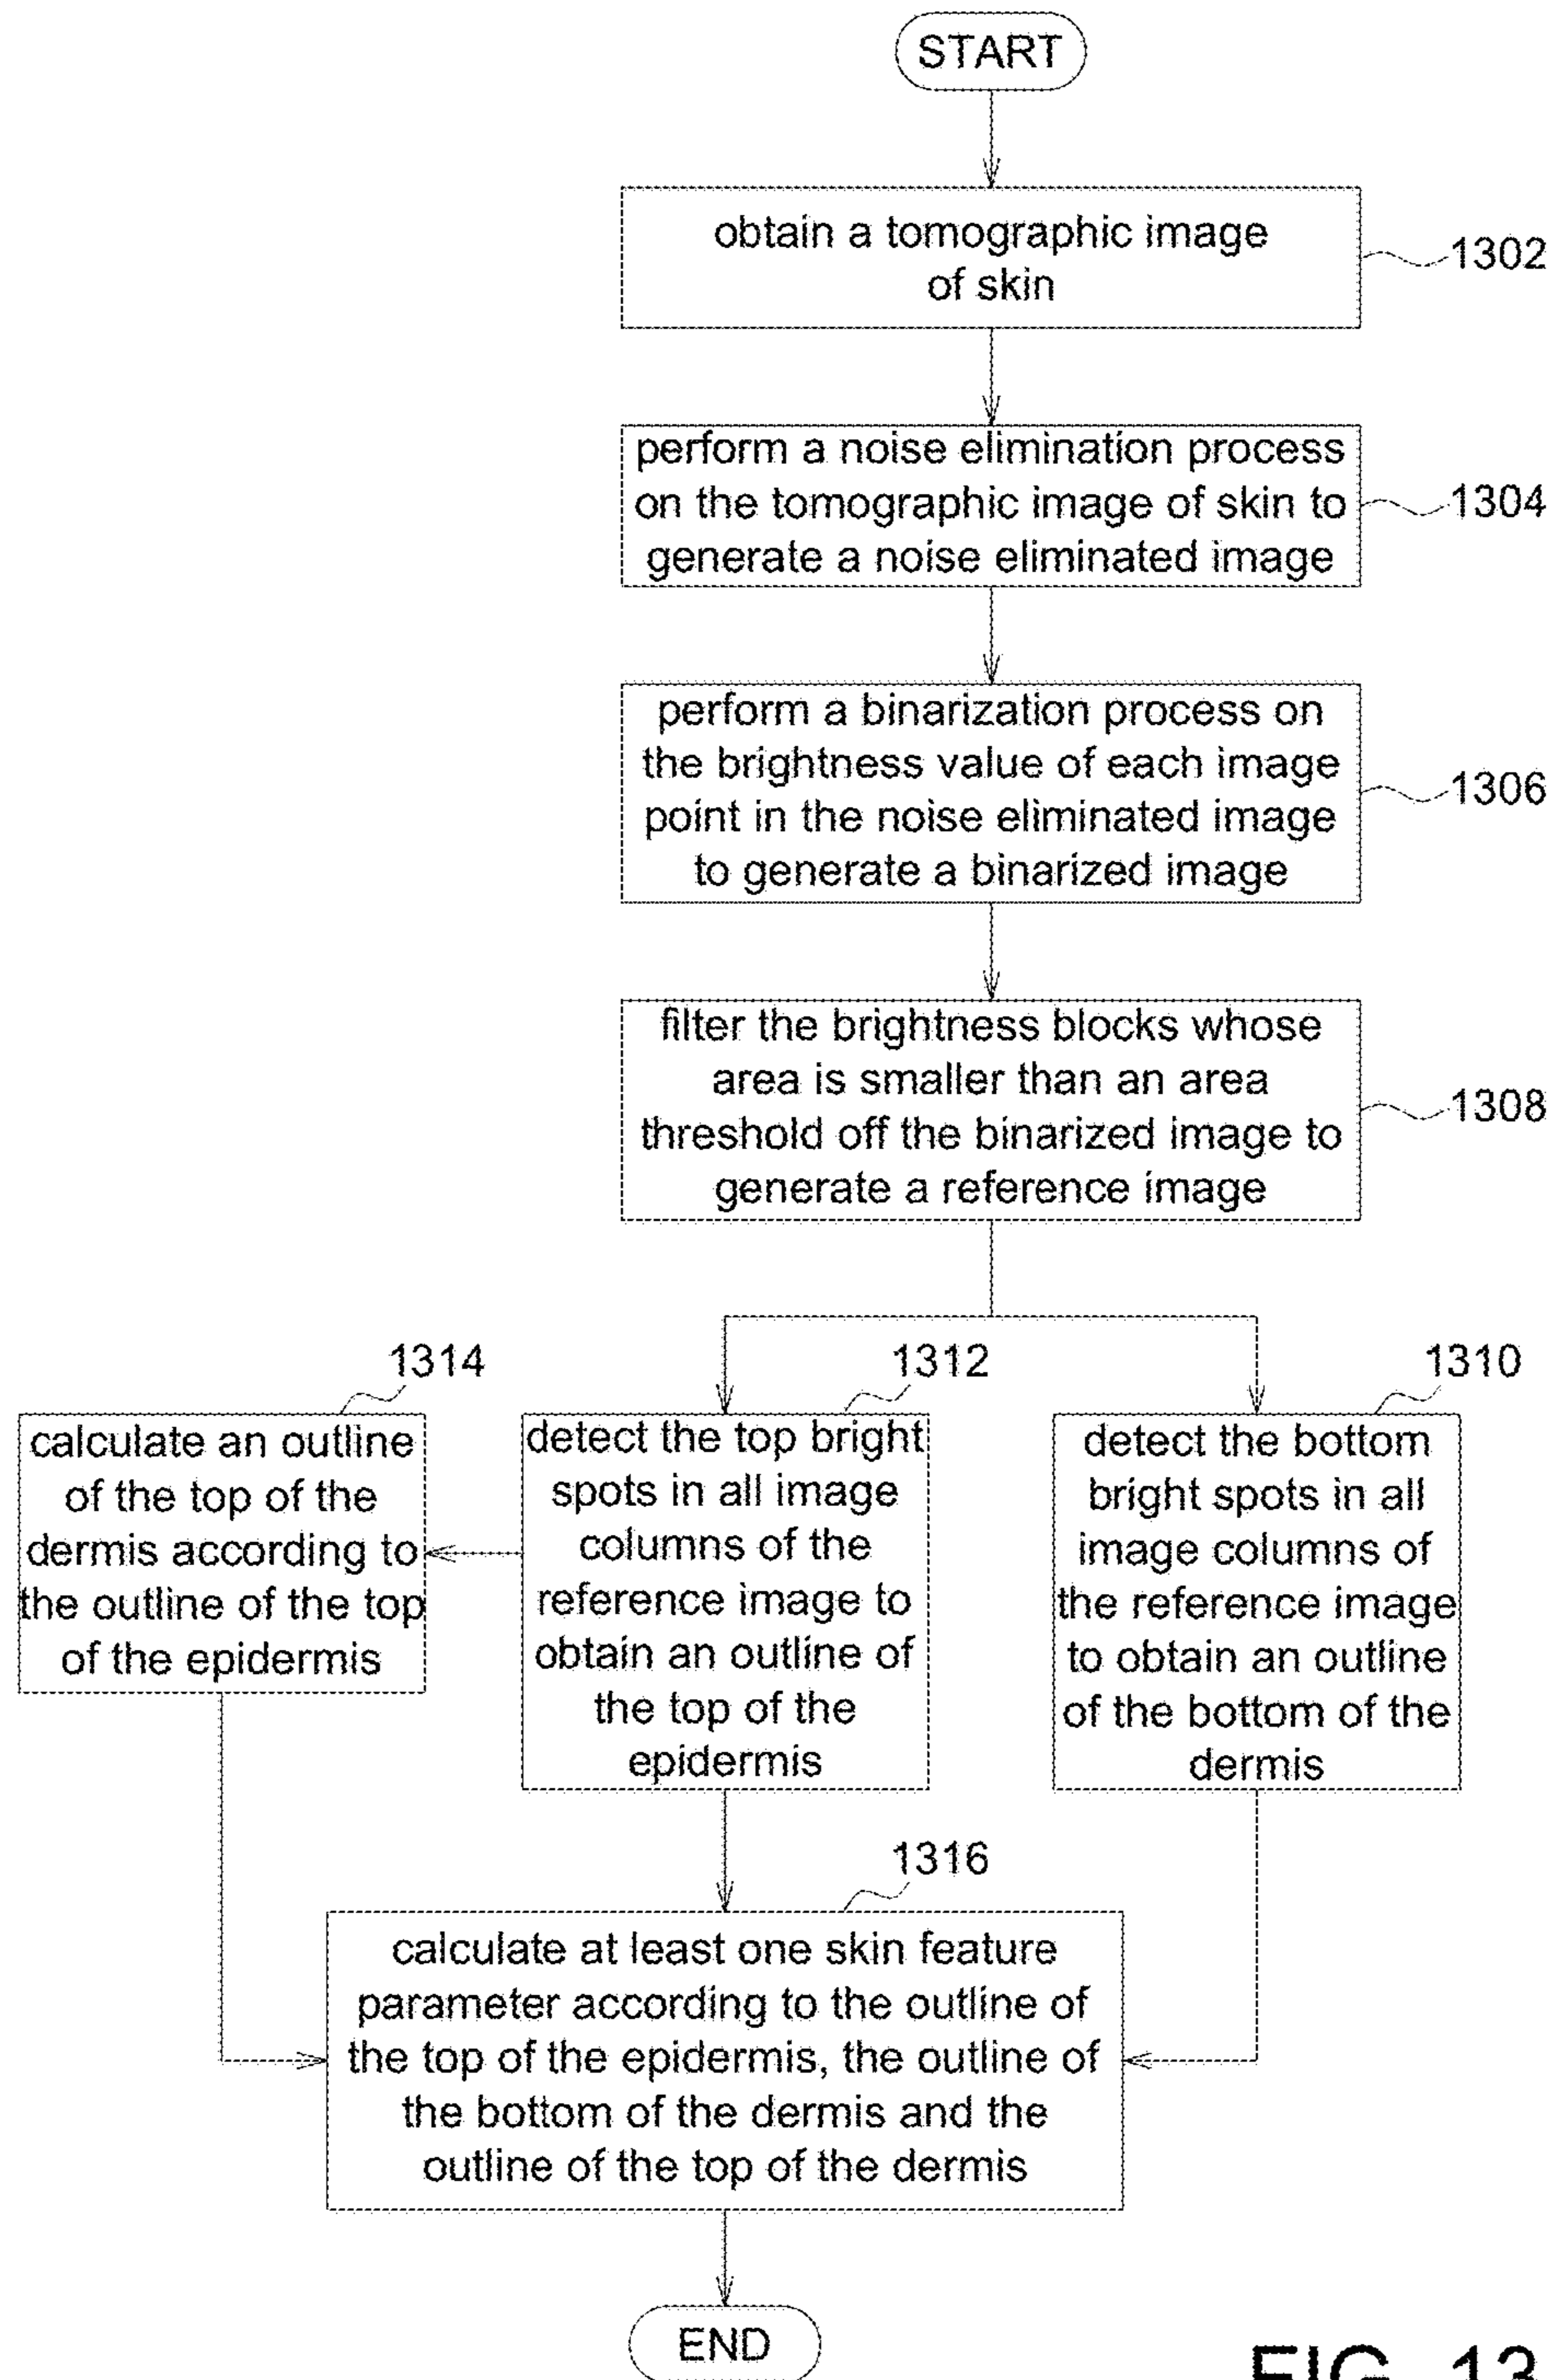 START
obtain a tomographic image
of skin
1302
perform a noise elimination process
on the tomographic image of skin to
generate a noise eliminated image
1304
perform a binarization process on
the brightness value of each image
point in the noise eliminated image
to generate a binarized image
1306
filter the brightness blocks whose
area is smaller than an area
threshold off the binarized image to
generate a reference image
1308
1314
calculate an outline
of the top of the
dermis according to
the outline of the top
of the epidermis
1312
detect the top bright
spots in all image
columns of the
reference image to
obtain an outline of
the top of the
epidermis
1310
detect the bottom
bright spots in all
image columns of
the reference image
to obtain an outline
of the bottom of the
dermis
1316
calculate at least one skin feature
parameter according to the outline of
the top of the epidermis, the outline of
the bottom of the dermis and the
outline of the top of the dermis
END
FIG. 13